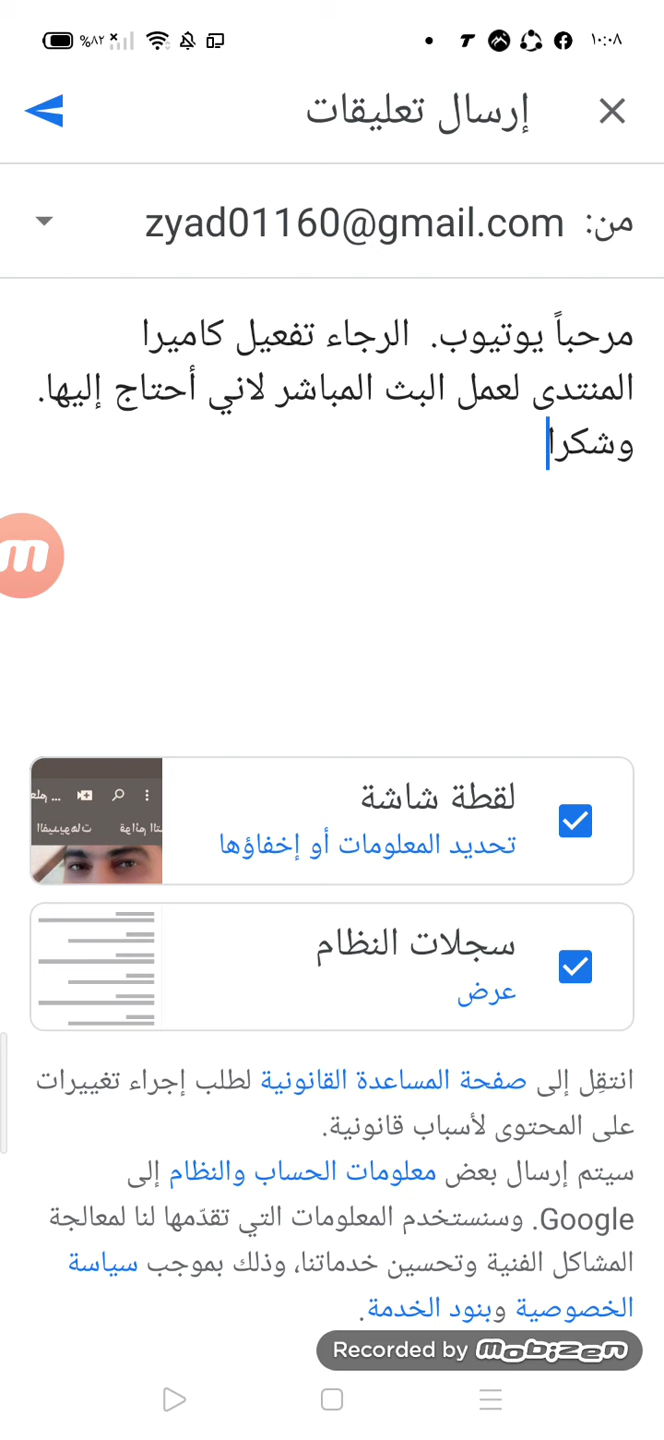 ١٠:٠٨
%٨٢
إرسال تعليقات
من: zyad01160@gmail.com
مرحباً يوتيوب. الرجاء تفعيل كاميرا
المنتدى لعمل البث المباشر لاني أحتاج إليها.
وشكرا
m
لقطة شاشة
تحديد المعلومات أو إخفاؤها
سجلات النظام
عرض
انتقِل إلى صفحة المساعدة القانونية لطلب إجراء تغييرات
على المحتوى لأسباب قانونية.
سيتم إرسال بعض معلومات الحساب والنظام إلى
Google. وسنستخدم المعلومات التي تقدّمها لنا لمعالجة
المشاكل الفنية وتحسين خدماتنا، وذلك بموجب سياسة
الخصوصية وبنود الخدمة.
Recorded by mobizen